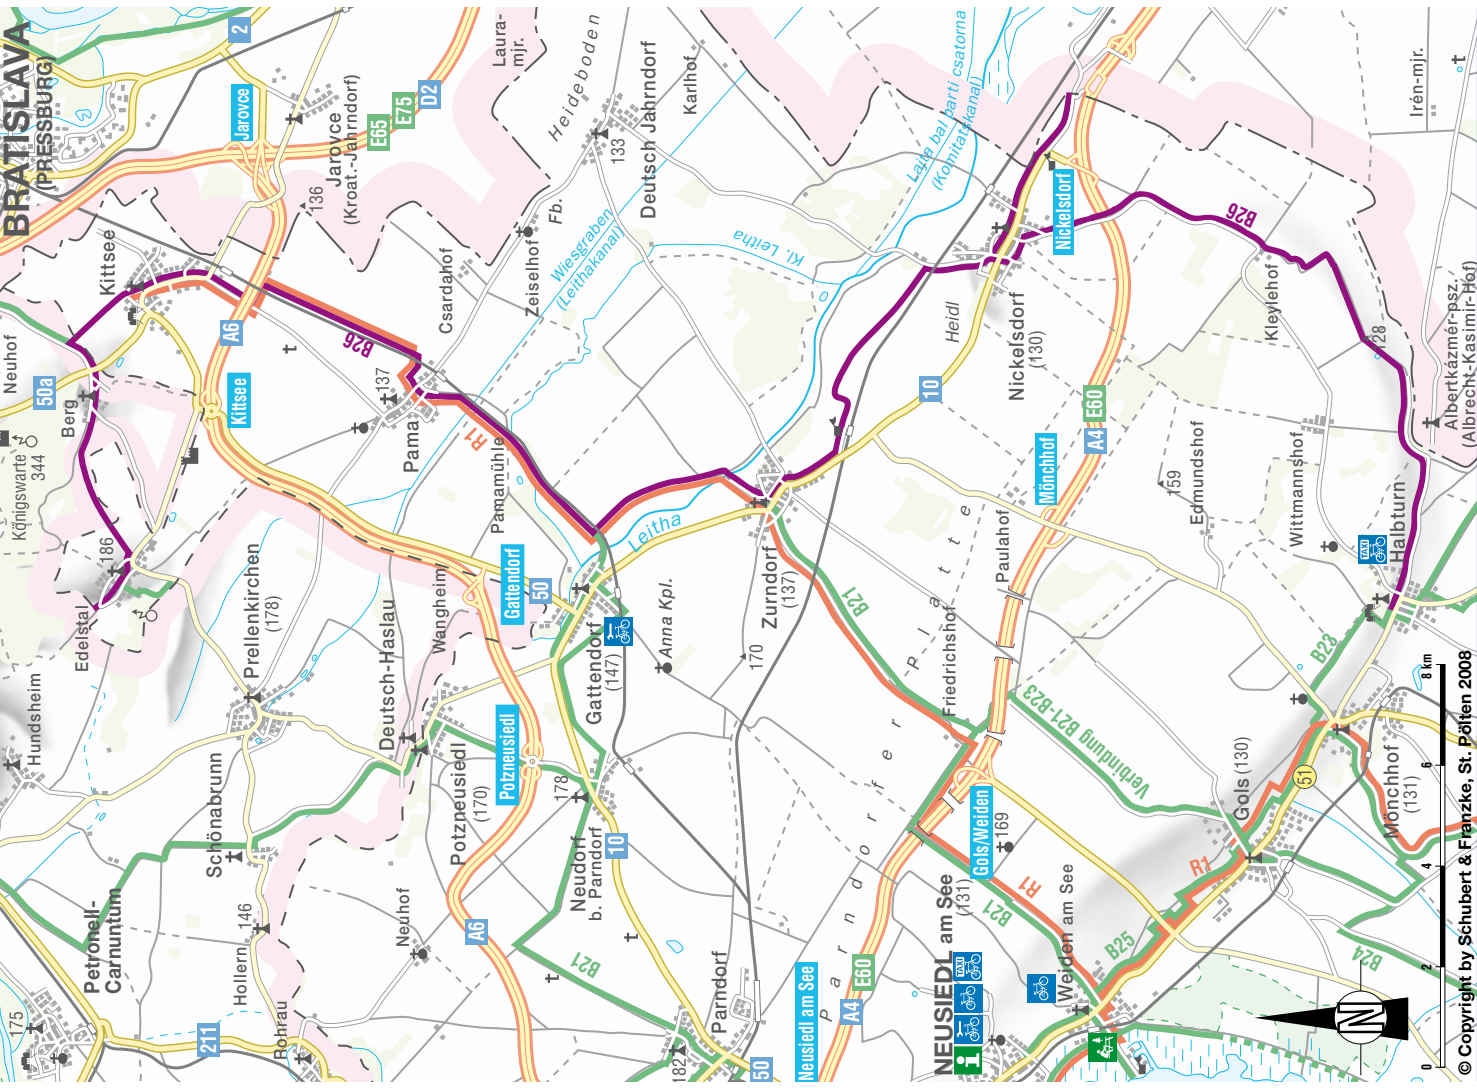 BRATISLAVA
(PRESSBURG)
2
Jarovce
Jarovce
(Kroat.-Jahrndorf)
136
E65
E75
D2
Laura-
mjr.
Heideboden
Karlhof
Deutsch Jahrndorf
133
Fb.
Zeiselhof
Wiesgraben
(Leithakanal)
Csardahof
Kittsee
Neuhof
50a
Berg
A6
Kittsee
B26
137
Pama
R1
Pamamühle
Königswarte
344
186
Edelstal
Hundsheim
Prellenkirchen
(178)
Deutsch-Haslau
Wangheim
Gattendorf
50
Leitha
Gattendorf
(147)
Anna Kpl.
Zurndorf
(137)
170
B21
Kl. Leitha
Lajta bal parti csatorna
(Komitatskanal)
Heidl
Nickelsdorf
Nickelsdorf
(130)
10
B26
Kleylehof
128
Irén-mjr.
Albertkázmér-psz.
(Albrecht-Kasimir-Hof)
E60
A4
Mönchhof
159
Edmundshof
Wittmannshof
TAXI
Halbturn
Paulahof
Friedrichshof
Parndorfer Platte
B23
Verbindung B21-B23
Schönabrunn
Potzneusiedl
(170)
Potzneusiedl
178
Neudorf
b. Parndorf
10
Petronell-
Carnuntum
146
Hollern
Neuhof
A6
B21
175
211
Rohrau
Parndorf
182
50
Neusiedl am See
A4
E60
NEUSIEDL am See
(131)
TAXI
i
Gols/Weiden
169
B21
R1
Weiden am See
B25
R1
Gols (130)
51
Mönchhof
(131)
B24
N
0 2 4 6 8 km
© Copyright by Schubert & Franzke, St. Pölten 2008